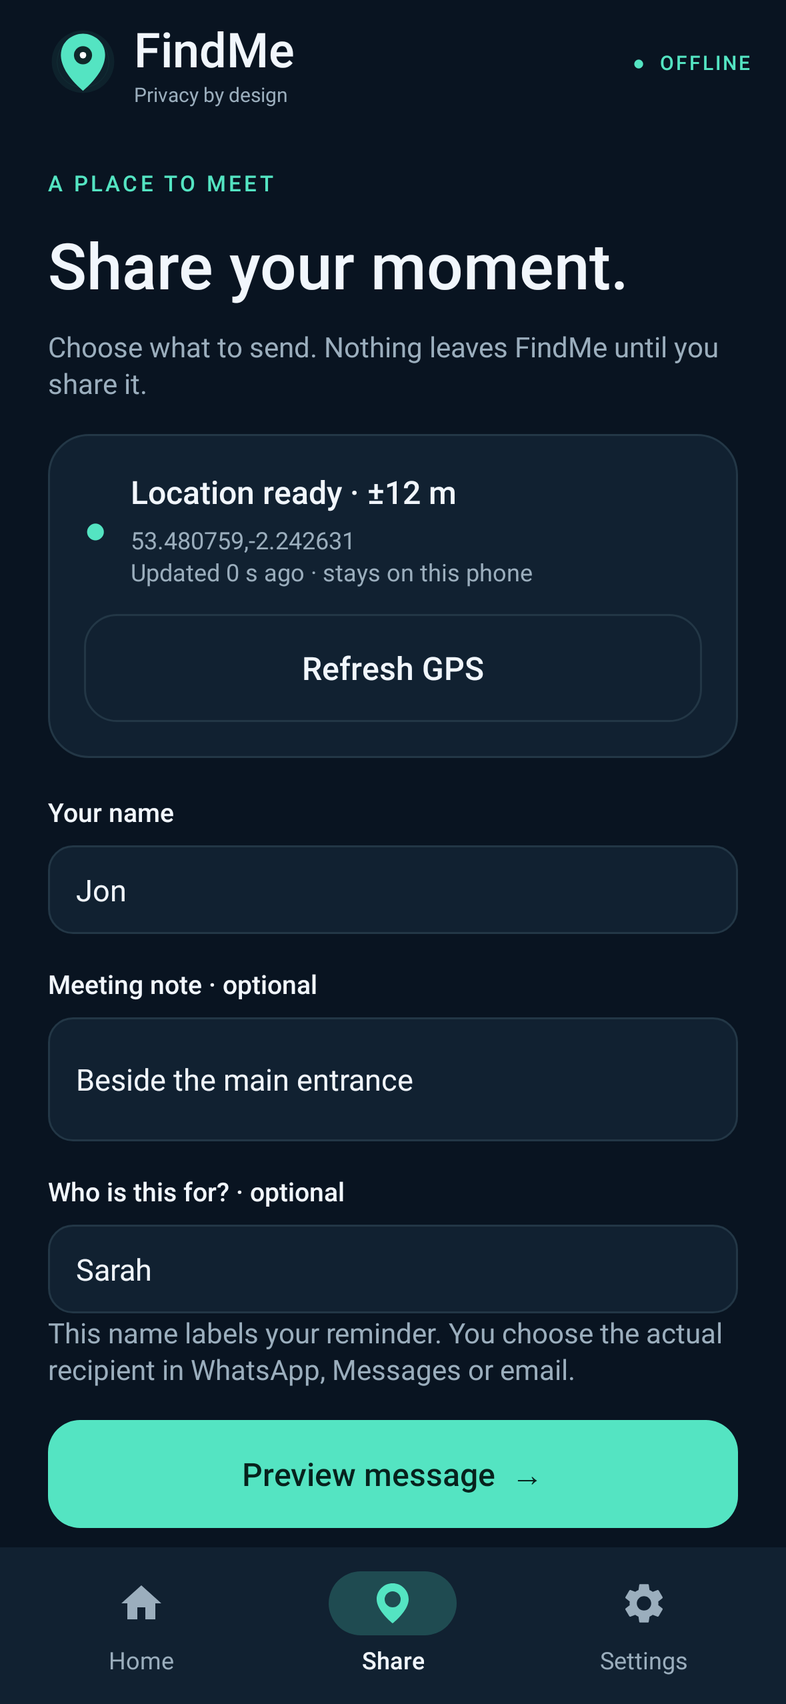 FindMe
Privacy by design
OFFLINE
A PLACE TO MEET
Share your moment.
Choose what to send. Nothing leaves FindMe until you
share it.
Location ready · ±12 m
53.480759,-2.242631
Updated 0 s ago · stays on this phone
Refresh GPS
Your name
Jon
Meeting note · optional
Beside the main entrance
Who is this for? · optional
Sarah
This name labels your reminder. You choose the actual
recipient in WhatsApp, Messages or email.
Preview message →
Home
Share
Settings